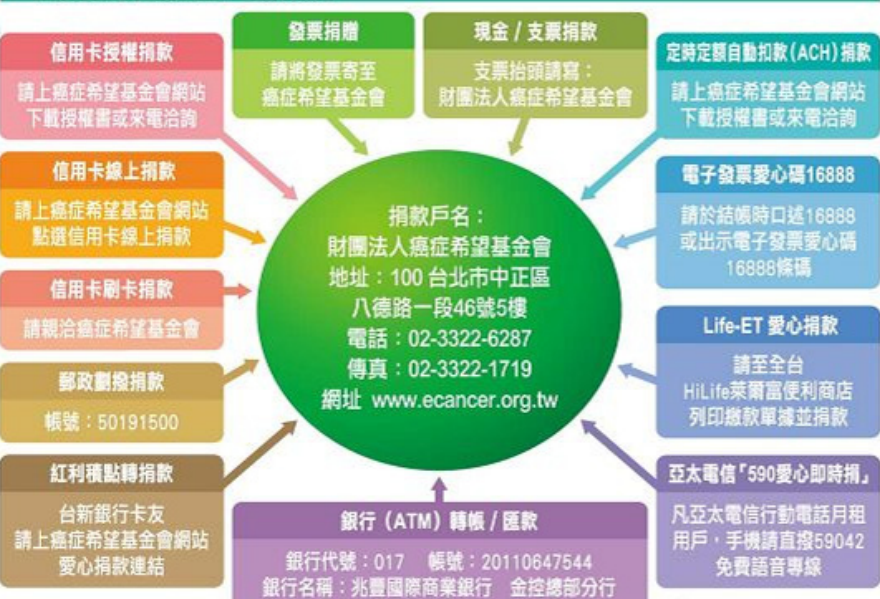 信用卡授權捐款
請上癌症希望基金會網站
下載授權書或來電洽詢
發票捐贈
請將發票寄至
癌症希望基金會
現金 / 支票捐款
支票抬頭請寫：
財團法人癌症希望基金會
定時定額自動扣款(ACH)捐款
請上癌症希望基金會網站
下載授權書或來電洽詢
信用卡線上捐款
請上癌症希望基金會網站
點選信用卡線上捐款
電子發票愛心碼16888
請於結帳時口述16888
或出示電子發票愛心碼
16888條碼
捐款戶名：
財團法人癌症希望基金會
地址：100 台北市中正區
八德路一段46號5樓
電話：02-3322-6287
傳真：02-3322-1719
網址 www.ecancer.org.tw
信用卡刷卡捐款
請親洽癌症希望基金會
Life-ET 愛心捐款
請至全台
HiLife萊爾富便利商店
列印繳款單據並捐款
郵政劃撥捐款
帳號：50191500
紅利積點轉捐款
台新銀行卡友
請上癌症希望基金會網站
愛心捐款連結
銀行（ATM）轉帳 / 匯款
銀行代號：017 帳號：20110647544
銀行名稱：兆豐國際商業銀行 金控總部分行
亞太電信「590愛心即時捐」
凡亞太電信行動電話月租
用戶，手機請直撥59042
免費語音專線